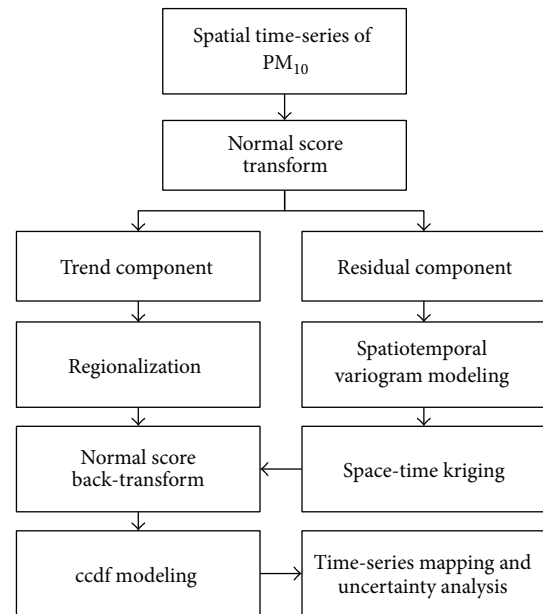 Spatial time-series of
PM₁₀
Normal score
transform
Trend component
Residual component
Regionalization
Spatiotemporal
variogram modeling
Normal score
back-transform
Space-time kriging
ccdf modeling
Time-series mapping and
uncertainty analysis